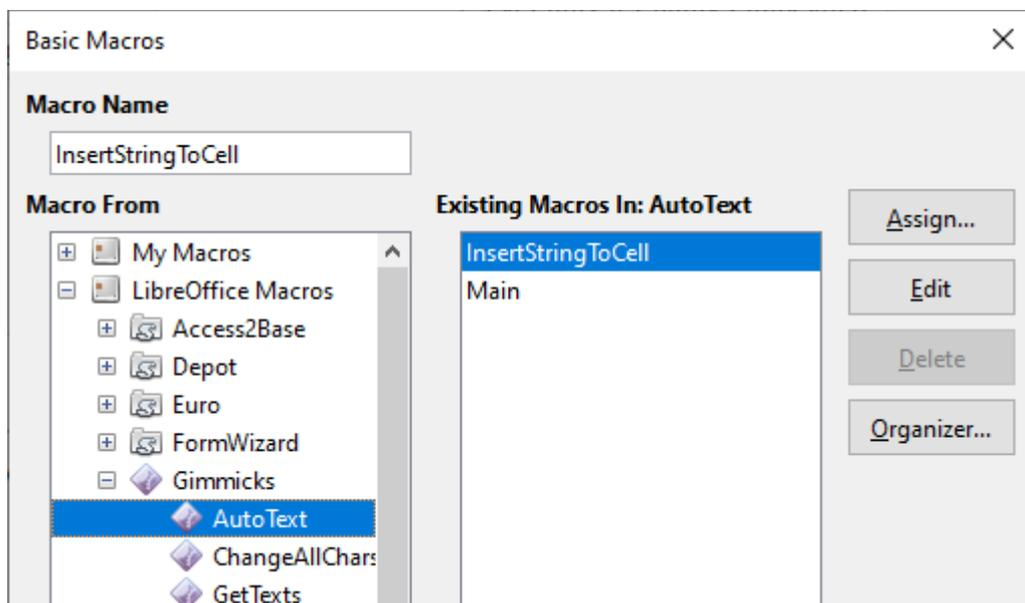 Basic Macros
Macro Name
InsertStringToCell
Macro From
My Macros
LibreOffice Macros
Access2Base
Depot
Euro
FormWizard
Gimmicks
AutoText
ChangeAllChars
GetTexts
Existing Macros In: AutoText
InsertStringToCell
Main
Assign...
Edit
Delete
Organizer...